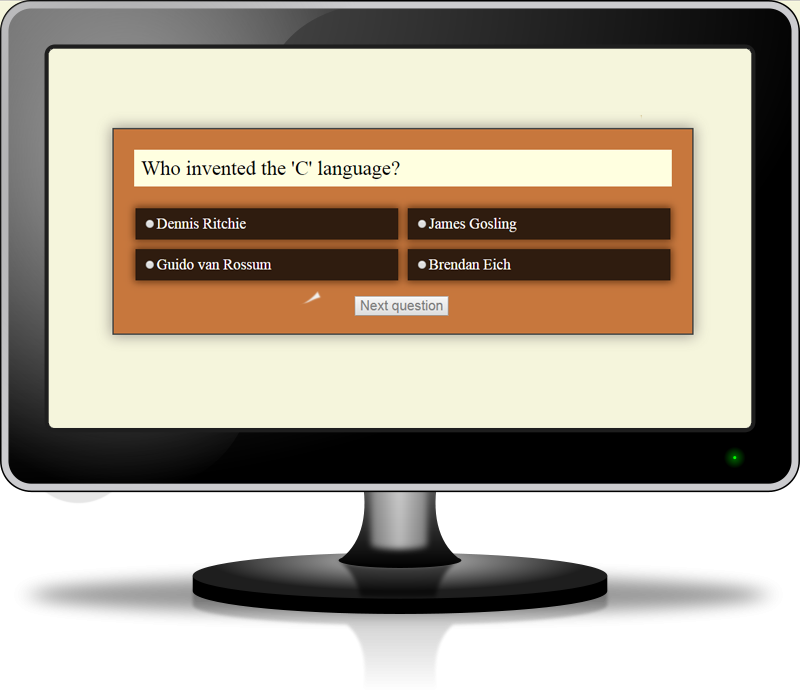 Who invented the 'C' language?
Dennis Ritchie
James Gosling
Guido van Rossum
Brendan Eich
Next question